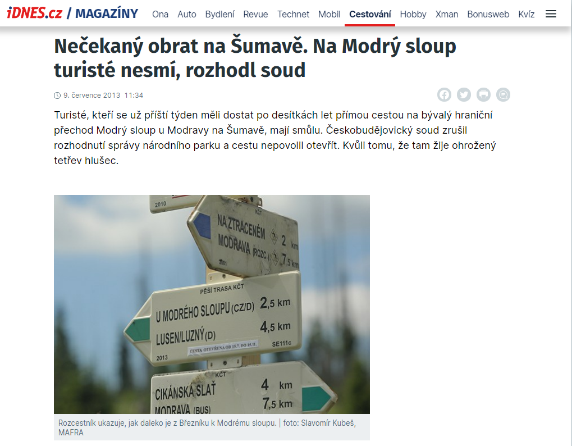 iDNES.cz / MAGAZÍNY Ona Auto Bydlení Revue Technet Mobil Cestování Hobby Xman Bonusweb Kvíz
Nečekaný obrat na Šumavě. Na Modrý sloup
turisté nesmí, rozhodl soud
9. července 2013 11:34
Turisté, kteří se už příští týden měli dostat po desítkách let přímou cestou na bývalý hraniční
přechod Modrý sloup u Modravy na Šumavě, mají smůlu. Českobudějovický soud zrušil
rozhodnutí správy národního parku a cestu nepovolil otevřít. Kvůli tomu, že tam žije ohrožený
tetřev hlušec.
2010
KČT
NA ZTRACENÉM 2 km
MODRAVA 7,5 km
PĚŠÍ TRASA KČT
U MODRÉHO SLOUPU (CZ/D) 2,5 km
LUSEN/LUZNÝ (D) 4,5 km
2013 SE111c
KČT
CIKÁNSKÁ SLAŤ 4 km
MODRAVA (BUS) 7,5 km
Rozcestník ukazuje, jak daleko je z Březníku k Modrému sloupu. | foto: Slavomír Kubeš,
MAFRA